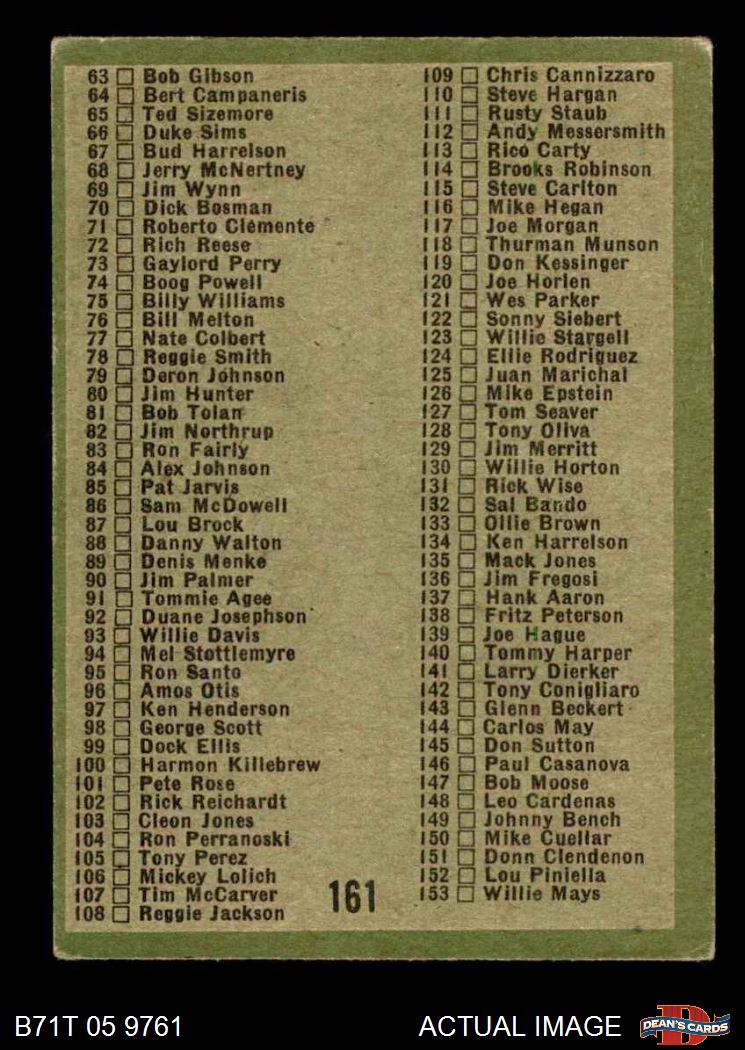 63 Bob Gibson
64 Bert Campaneris
65 Ted Sizemore
66 Duke Sims
67 Bud Harrelson
68 Jerry McNertney
69 Jim Wynn
70 Dick Bosman
71 Roberto Clemente
72 Rich Reese
73 Gaylord Perry
74 Boog Powell
75 Billy Williams
76 Bill Melton
77 Nate Colbert
78 Reggie Smith
79 Deron Johnson
80 Jim Hunter
81 Bob Tolan
82 Jim Northrup
83 Ron Fairly
84 Alex Johnson
85 Pat Jarvis
86 Sam McDowell
87 Lou Brock
88 Danny Walton
89 Denis Menke
90 Jim Palmer
91 Tommie Agee
92 Duane Josephson
93 Willie Davis
94 Mel Stottlemyre
95 Ron Santo
96 Amos Otis
97 Ken Henderson
98 George Scott
99 Dock Ellis
100 Harmon Killebrew
101 Pete Rose
102 Rick Reichardt
103 Cleon Jones
104 Ron Perranoski
105 Tony Perez
106 Mickey Lolich
107 Tim McCarver
108 Reggie Jackson
109 Chris Cannizzaro
110 Steve Hargan
111 Rusty Staub
112 Andy Messersmith
113 Rico Carty
114 Brooks Robinson
115 Steve Carlton
116 Mike Hegan
117 Joe Morgan
118 Thurman Munson
119 Don Kessinger
120 Joe Horlen
121 Wes Parker
122 Sonny Siebert
123 Willie Stargell
124 Ellie Rodriguez
125 Juan Marichal
126 Mike Epstein
127 Tom Seaver
128 Tony Oliva
129 Jim Merritt
130 Willie Horton
131 Rick Wise
132 Sal Bando
133 Ollie Brown
134 Ken Harrelson
135 Mack Jones
136 Jim Fregosi
137 Hank Aaron
138 Fritz Peterson
139 Joe Hague
140 Tommy Harper
141 Larry Dierker
142 Tony Conigliaro
143 Glenn Beckert
144 Carlos May
145 Don Sutton
146 Paul Casanova
147 Bob Moose
148 Leo Cardenas
149 Johnny Bench
150 Mike Cuellar
151 Donn Clendenon
152 Lou Piniella
153 Willie Mays
161
B71T 05 9761
ACTUAL IMAGE
D
DEAN'S CARDS